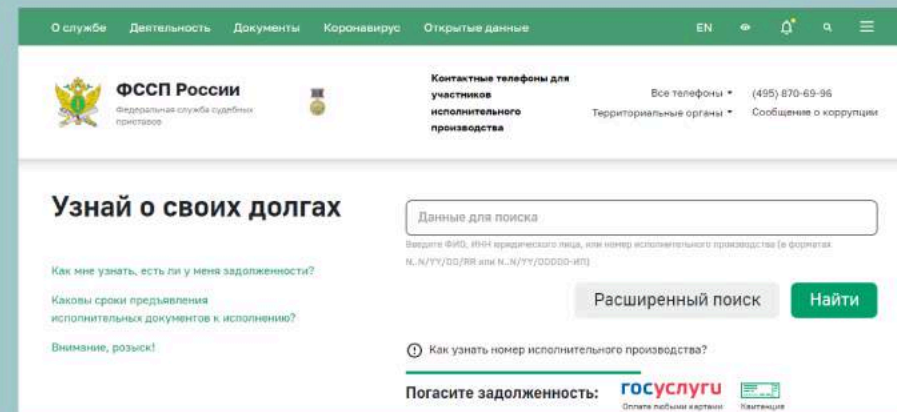 О службе Деятельность Документы Коронавирус Открытые данные EN
ФССП России
Федеральная служба судебных
приставов
Контактные телефоны для
участников
исполнительного
производства
Все телефоны (495) 870-69-96
Территориальные органы Сообщение о коррупции
Узнай о своих долгах
Данные для поиска
Введите ФИО, ИНН юридического лица, или номер исполнительного производства (в форматах
N..N/YY/DD/RR или N..N/YY/DDDDD-ИП)
Как мне узнать, есть ли у меня задолженности?
Каковы сроки предъявления
исполнительных документов к исполнению?
Внимание, розыск!
Расширенный поиск Найти
Как узнать номер исполнительного производства?
Погасите задолженность: госуслуги
Оплата любыми картами Квитанция